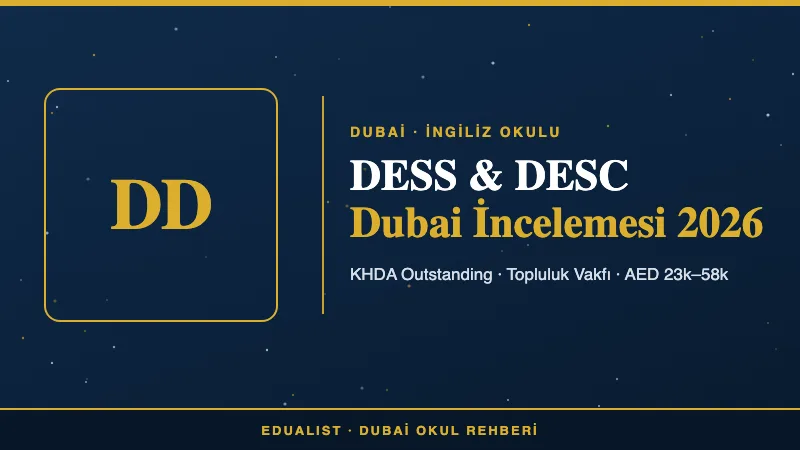 DD
DUBAİ · İNGİLİZ OKULU
DESS & DESC
Dubai İncelemesi 2026
KHDA Outstanding · Topluluk Vakfı · AED 23k–58k
EDUALIST · DUBAİ OKUL REHBERİ